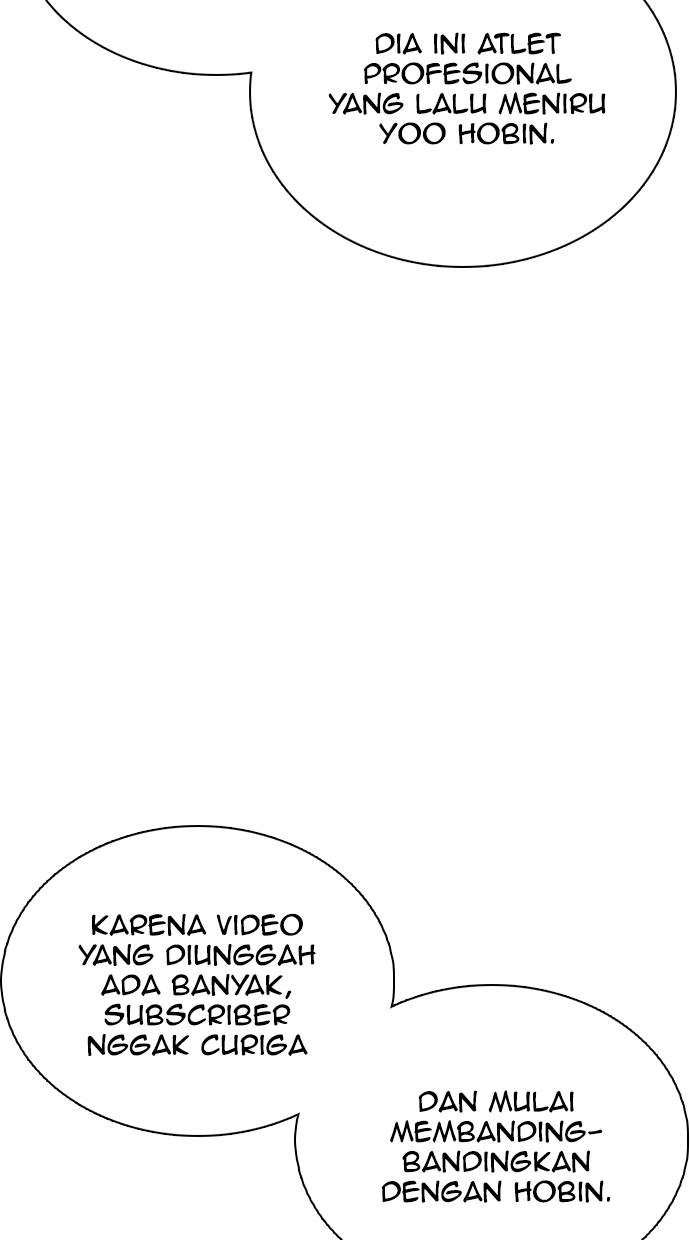 DIA INI ATLET
PROFESIONAL
YANG LALU MENIRU
YOO HOBIN.
KARENA VIDEO
YANG DIUNGGAH
ADA BANYAK,
SUBSCRIBER
NGGAK CURIGA
DAN MULAI
MEMBANDING-
BANDINGKAN
DENGAN HOBIN.